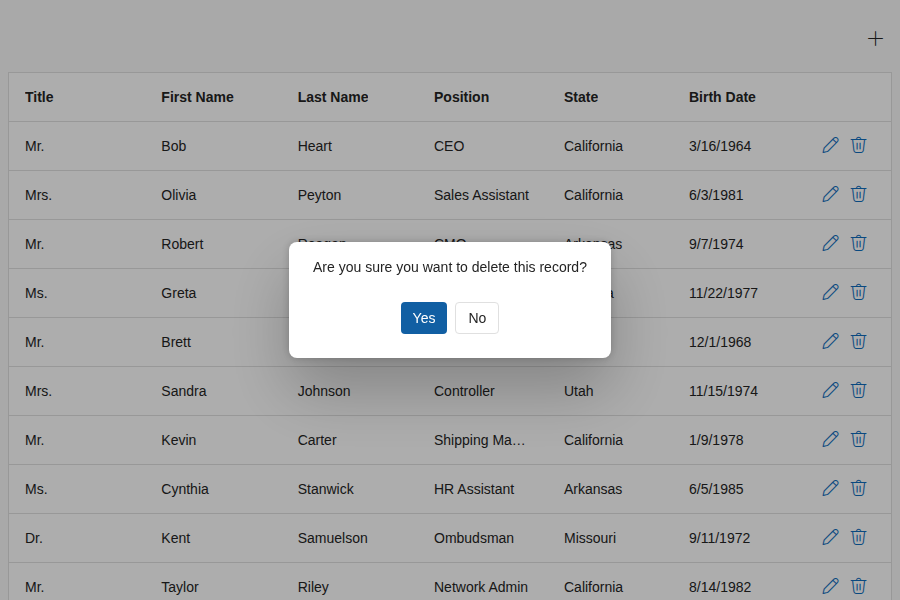 Title First Name Last Name Position State Birth Date
Mr. Bob Heart CEO California 3/16/1964
Mrs. Olivia Peyton Sales Assistant California 6/3/1981
Mr. Robert 9/7/1974
Ms. Greta 11/22/1977
Mr. Brett 12/1/1968
Are you sure you want to delete this record?
Yes No
Mrs. Sandra Johnson Controller Utah 11/15/1974
Mr. Kevin Carter Shipping Ma… California 1/9/1978
Ms. Cynthia Stanwick HR Assistant Arkansas 6/5/1985
Dr. Kent Samuelson Ombudsman Missouri 9/11/1972
Mr. Taylor Riley Network Admin California 8/14/1982